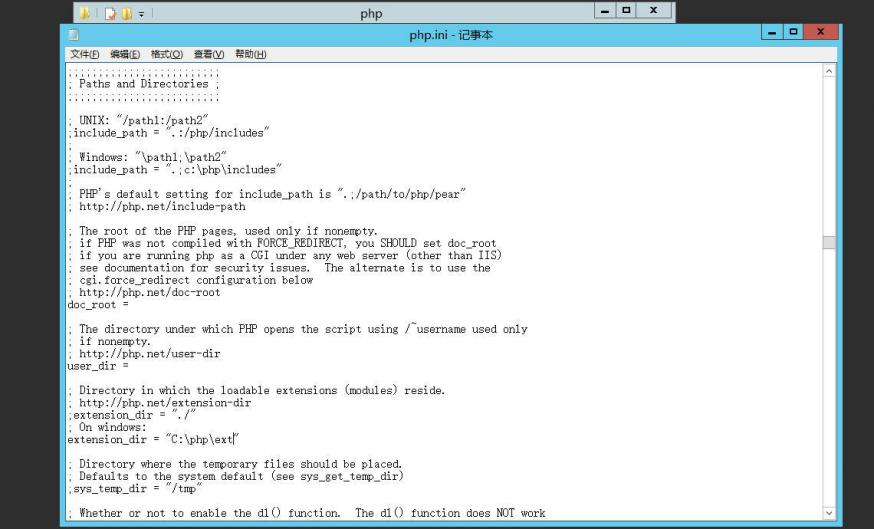 php
php.ini - 记事本
文件(F) 编辑(E) 格式(O) 查看(V) 帮助(H)
;;;;;;;;;;;;;;;;;;;;;;;;;
; Paths and Directories ;
;;;;;;;;;;;;;;;;;;;;;;;;;
; UNIX: "/path1:/path2"
;include_path = ".:/php/includes"
;
; Windows: "\path1;\path2"
;include_path = ".;c:\php\includes"
;
; PHP's default setting for include_path is ".;/path/to/php/pear"
; http://php.net/include-path
; The root of the PHP pages, used only if nonempty.
; if PHP was not compiled with FORCE_REDIRECT, you SHOULD set doc_root
; if you are running php as a CGI under any web server (other than IIS)
; see documentation for security issues.  The alternate is to use the
; cgi.force_redirect configuration below
; http://php.net/doc-root
doc_root =
; The directory under which PHP opens the script using /~username used only
; if nonempty.
; http://php.net/user-dir
user_dir =
; Directory in which the loadable extensions (modules) reside.
; http://php.net/extension-dir
;extension_dir = "./"
; On windows:
extension_dir = "C:\php\ext"
; Directory where the temporary files should be placed.
; Defaults to the system default (see sys_get_temp_dir)
;sys_temp_dir = "/tmp"
; Whether or not to enable the dl() function.  The dl() function does NOT work